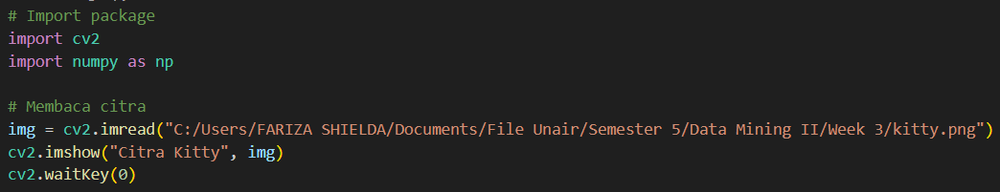 # Import package
import cv2
import numpy as np
# Membaca citra
img = cv2.imread("C:/Users/FARIZA SHIELDA/Documents/File Unair/Semester 5/Data Mining II/Week 3/kitty.png")
cv2.imshow("Citra Kitty", img)
cv2.waitKey(0)